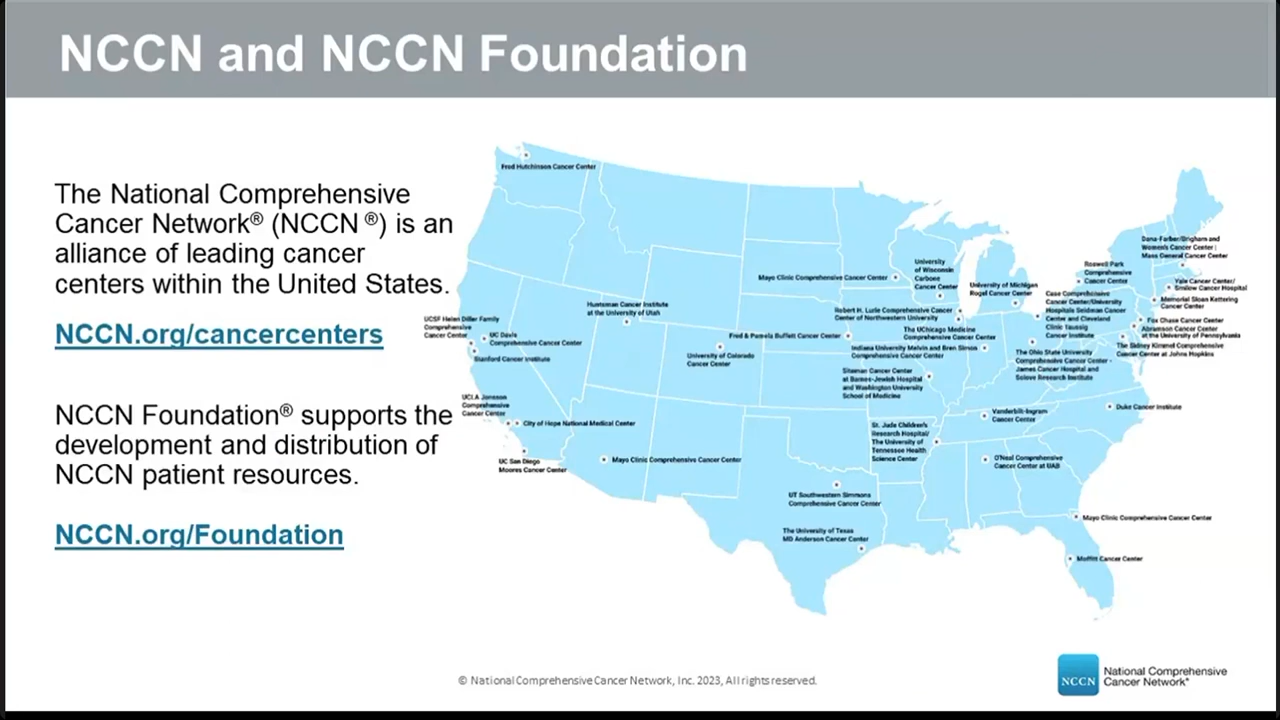 NCCN and NCCN Foundation
The National Comprehensive
Cancer Network® (NCCN ®) is an
alliance of leading cancer
centers within the United States.
NCCN.org/cancercenters
NCCN Foundation® supports the
development and distribution of
NCCN patient resources.
NCCN.org/Foundation
Fred Hutchinson Cancer Center
Huntsman Cancer Institute
at the University of Utah
UCSF Helen Diller Family
Comprehensive
Cancer Center
UC Davis
Comprehensive Cancer Center
Stanford Cancer Institute
UCLA Jonsson
Comprehensive
Cancer Center
City of Hope National Medical Center
UC San Diego
Moores Cancer Center
Mayo Clinic Comprehensive Cancer Center
University of Colorado
Cancer Center
Mayo Clinic Comprehensive Cancer Center
Fred & Pamela Buffett Cancer Center
University
of Wisconsin
Carbone
Cancer Center
Robert H. Lurie Comprehensive Cancer
Center of Northwestern University
The UChicago Medicine
Comprehensive Cancer Center
Indiana University Melvin and Bren Simon
Comprehensive Cancer Center
Siteman Cancer Center
at Barnes-Jewish Hospital
and Washington University
School of Medicine
St. Jude Children's
Research Hospital/
The University of
Tennessee Health
Science Center
UT Southwestern Simmons
Comprehensive Cancer Center
The University of Texas
MD Anderson Cancer Center
University of Michigan
Rogel Cancer Center
Case Comprehensive
Cancer Center/University
Hospitals Seidman Cancer
Center and Cleveland
Clinic Taussig
Cancer Institute
The Ohio State University
Comprehensive Cancer Center -
James Cancer Hospital and
Solove Research Institute
Vanderbilt-Ingram
Cancer Center
O'Neal Comprehensive
Cancer Center at UAB
Duke Cancer Institute
Mayo Clinic Comprehensive Cancer Center
Moffitt Cancer Center
Roswell Park
Comprehensive
Cancer Center
Dana-Farber/Brigham and
Women's Cancer Center |
Mass General Cancer Center
Yale Cancer Center/
Smilow Cancer Hospital
Memorial Sloan Kettering
Cancer Center
Fox Chase Cancer Center
Abramson Cancer Center
at the University of Pennsylvania
The Sidney Kimmel Comprehensive
Cancer Center at Johns Hopkins
© National Comprehensive Cancer Network, Inc. 2023, All rights reserved.
NCCN
National Comprehensive
Cancer Network®